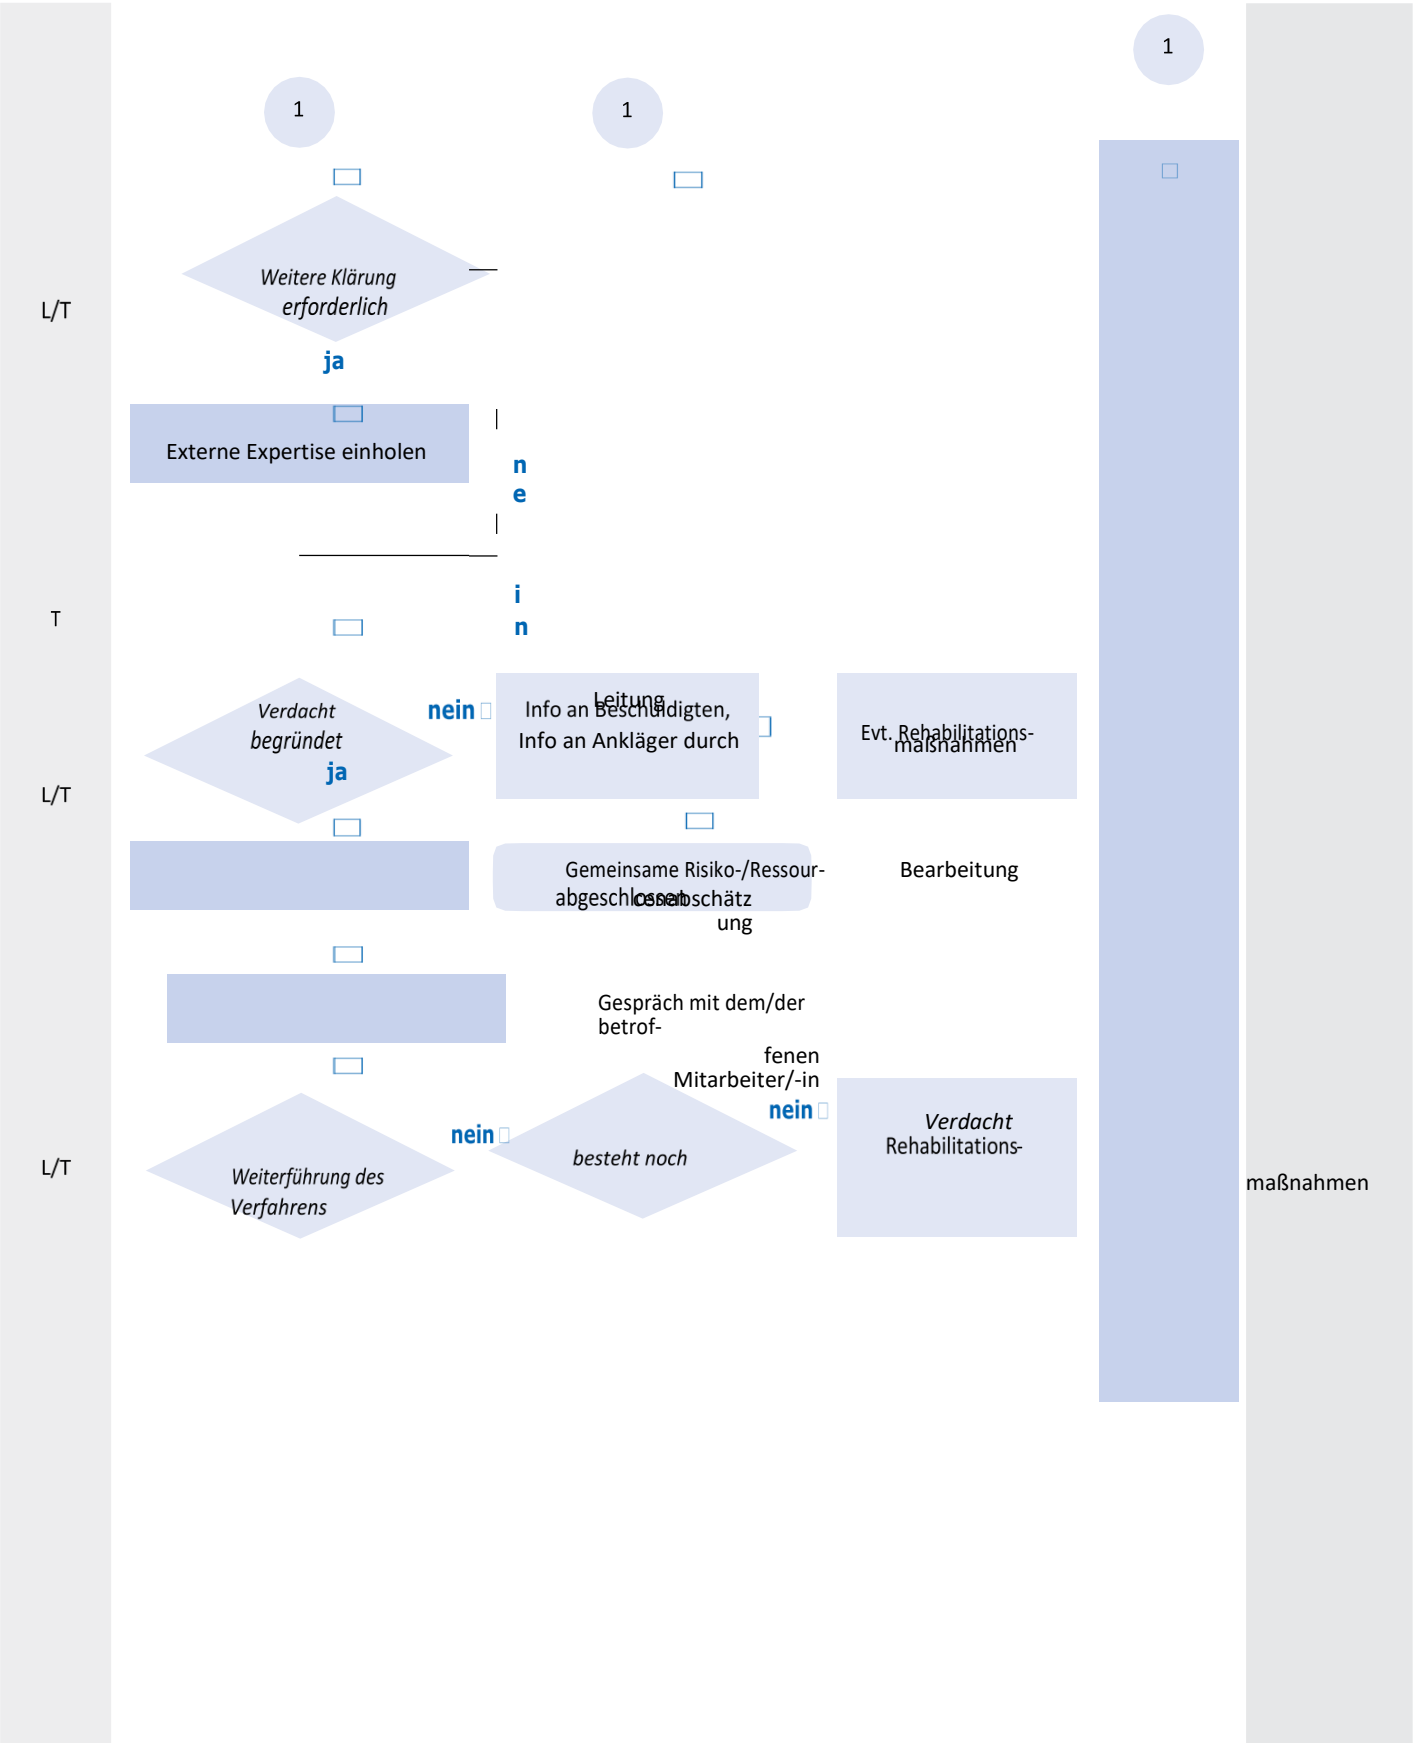 1
1
1
Weitere Klärung
erforderlich
L/T
ja
Externe Expertise einholen
n
e
i
n
T
Verdacht
begründet
ja
nein
Leitung
Info an Beschuldigten,
Info an Ankläger durch
Evt. Rehabilitations-
maßnahmen
L/T
Gemeinsame Risiko-/Ressour-
abgeschlossen
cenabschätz
ung
Bearbeitung
Gespräch mit dem/der
betrof-
fenen
Mitarbeiter/-in
nein
nein
Verdacht
Rehabilitations-
besteht noch
L/T
Weiterführung des
Verfahrens
maßnahmen